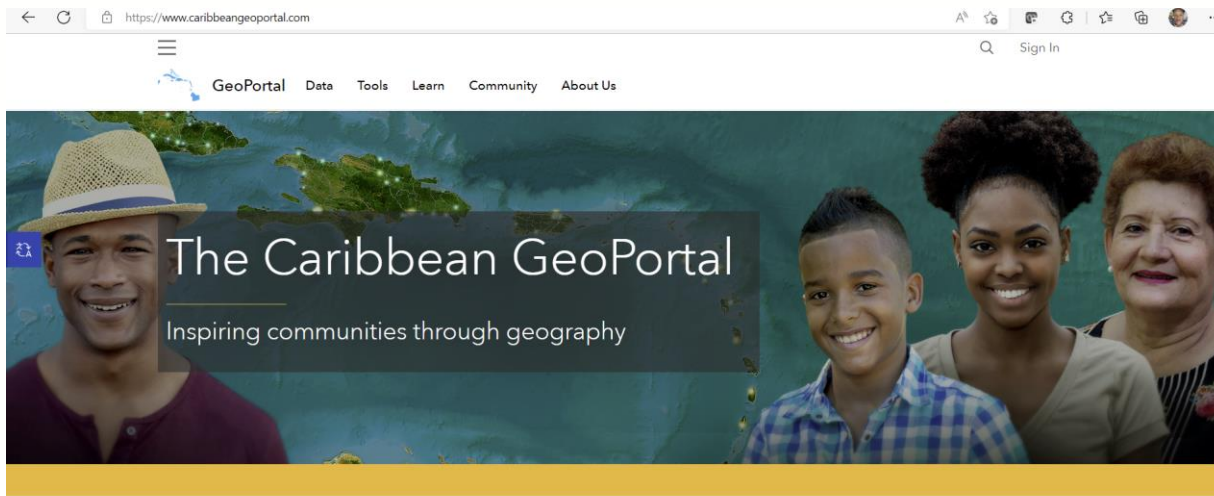 https://www.caribbeangeoportal.com
Sign In
GeoPortal Data Tools Learn Community About Us
The Caribbean GeoPortal
Inspiring communities through geography